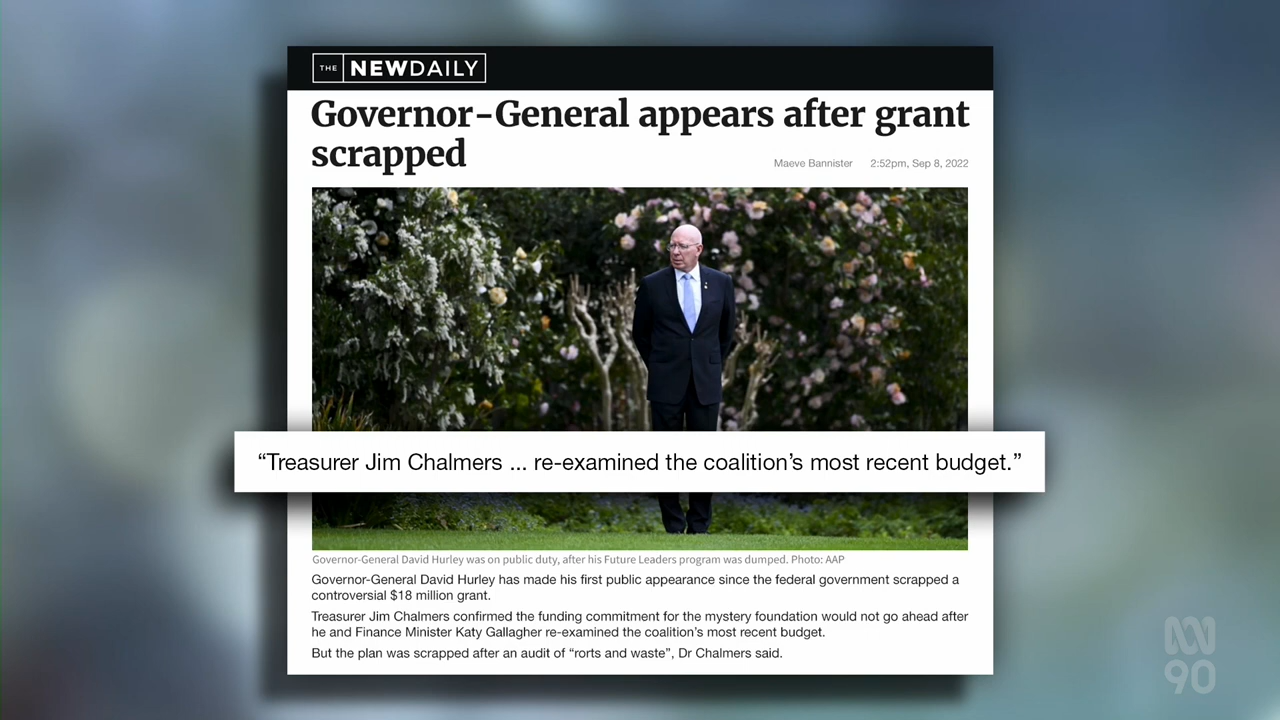 THE NEWDAILY
Governor-General appears after grant
scrapped
Maeve Bannister 2:52pm, Sep 8, 2022
“Treasurer Jim Chalmers ... re-examined the coalition’s most recent budget.”
Governor-General David Hurley was on public duty, after his Future Leaders program was dumped. Photo: AAP
Governor-General David Hurley has made his first public appearance since the federal government scrapped a
controversial $18 million grant.
Treasurer Jim Chalmers confirmed the funding commitment for the mystery foundation would not go ahead after
he and Finance Minister Katy Gallagher re-examined the coalition’s most recent budget.
But the plan was scrapped after an audit of “rorts and waste”, Dr Chalmers said.
90